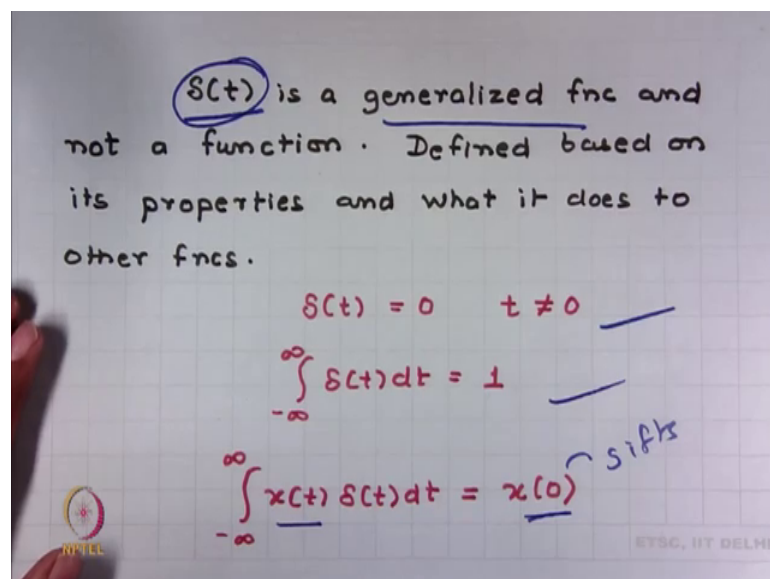 δ(t) is a generalized fnc and
not a function. Defined based on
its properties and what it does to
other fncs.
δ(t) = 0 t ≠ 0
∫_{-∞}^{∞} δ(t)dt = 1
∫_{-∞}^{∞} x(t) δ(t)dt = x(0) sifts
NPTEL
ETSC, IIT DELHI